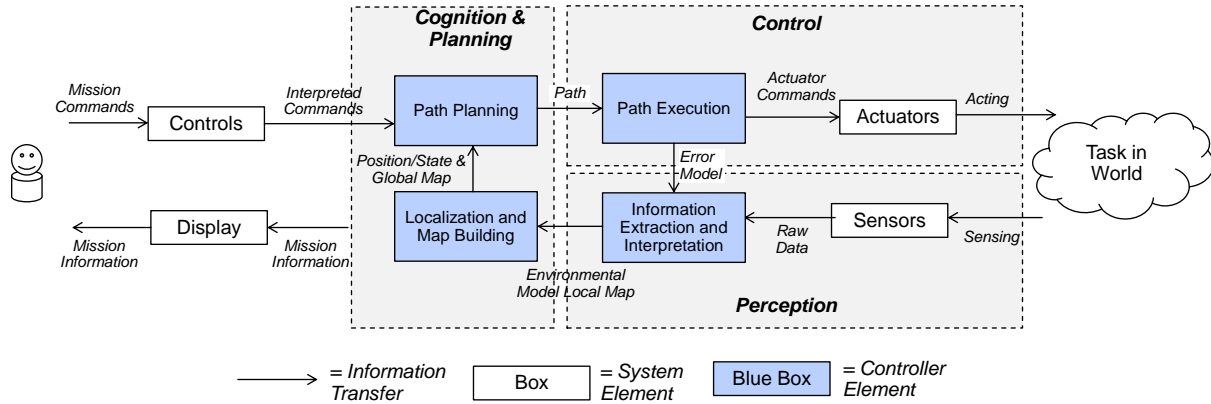 Cognition &
Planning
Control
Mission
Commands
Controls
Interpreted
Commands
Path Planning
Path
Path Execution
Actuator
Commands
Actuators
Acting
Task in
World
Position/State &
Global Map
Error
Model
Mission
Information
Display
Mission
Information
Localization and
Map Building
Environmental
Model Local Map
Information
Extraction and
Interpretation
Raw
Data
Sensors
Sensing
Perception
= Information
Transfer
Box
= System
Element
Blue Box
= Controller
Element